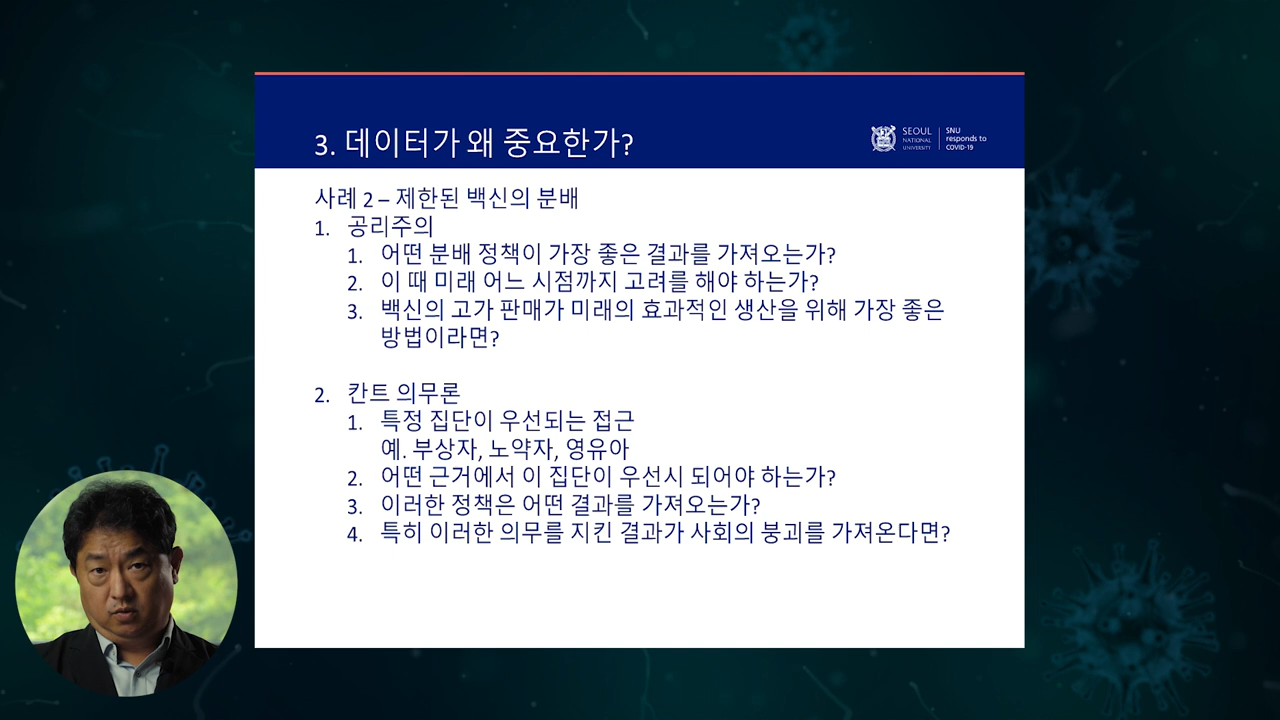 3. 데이터가 왜 중요한가?
SEOUL
NATIONAL
UNIVERSITY
SNU
responds to
COVID-19
사례 2 – 제한된 백신의 분배
1. 공리주의
1. 어떤 분배 정책이 가장 좋은 결과를 가져오는가?
2. 이 때 미래 어느 시점까지 고려를 해야 하는가?
3. 백신의 고가 판매가 미래의 효과적인 생산을 위해 가장 좋은
방법이라면?
2. 칸트 의무론
1. 특정 집단이 우선되는 접근
예. 부상자, 노약자, 영유아
2. 어떤 근거에서 이 집단이 우선시 되어야 하는가?
3. 이러한 정책은 어떤 결과를 가져오는가?
4. 특히 이러한 의무를 지킨 결과가 사회의 붕괴를 가져온다면?